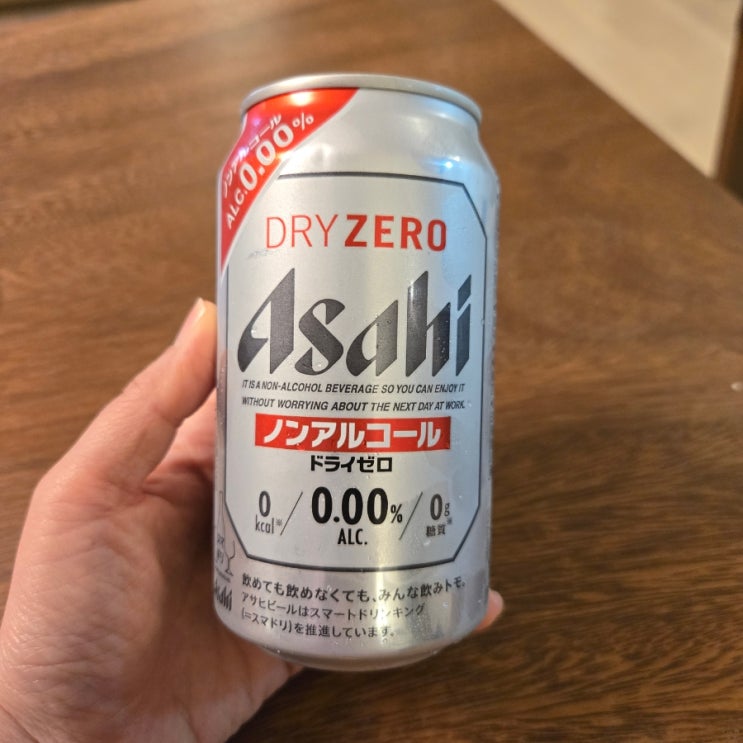 ノンアルコール
ALC.0.00%
DRY ZERO
Asahi
IT IS A NON-ALCOHOL BEVERAGE SO YOU CAN ENJOY IT
WITHOUT WORRYING ABOUT THE NEXT DAY AT WORK.
ノンアルコール
ドライゼロ
0kcal※/0.00%ALC./0g糖質※
飲めても飲めなくても、みんな飲みトモ。
アサヒビールはスマートドリンキング
(=スマドリ)を推進しています。
Asahi